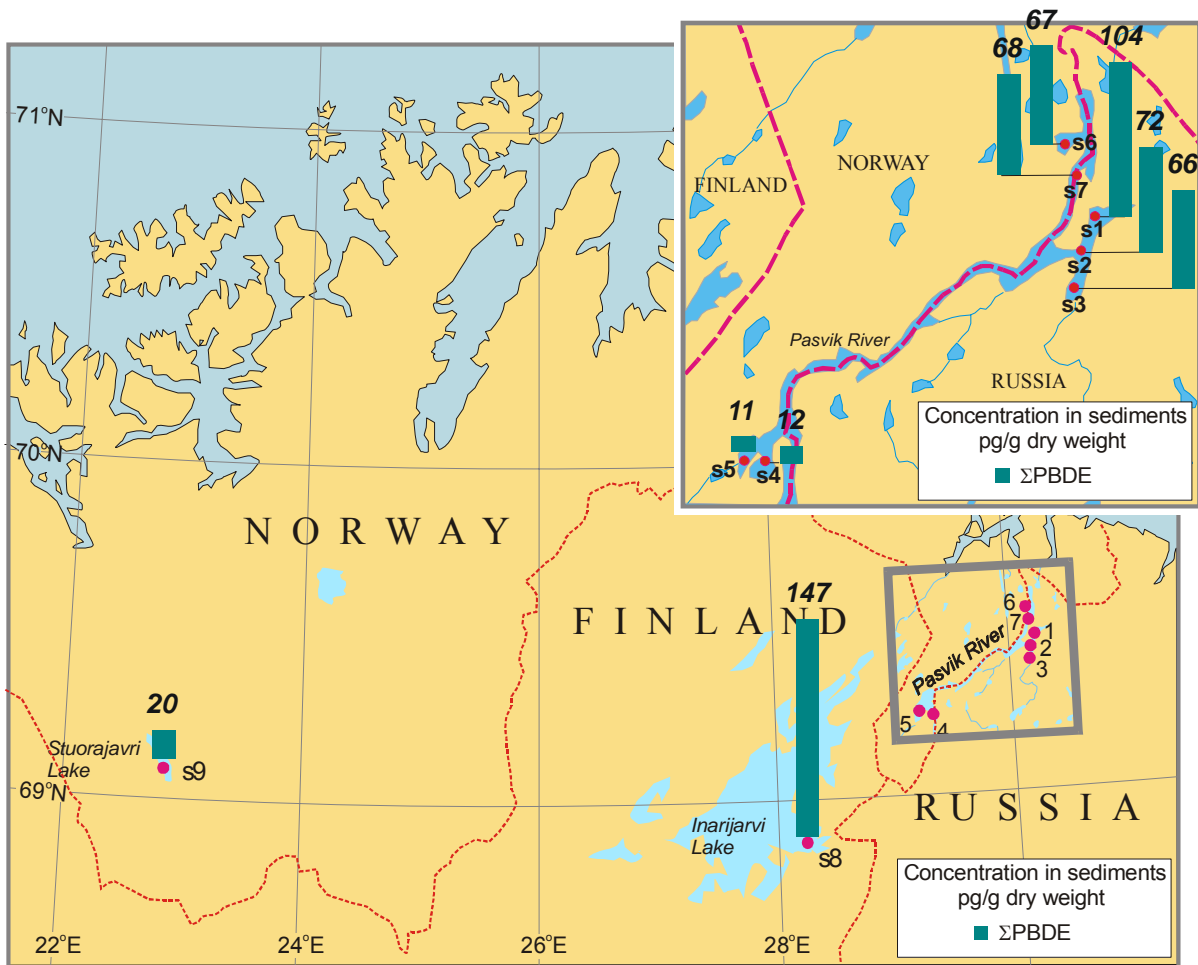 67
104
68
72
66
s6
s7
s1
s2
s3
NORWAY
FINLAND
Pasvik River
RUSSIA
11
12
s5
s4
Concentration in sediments
pg/g dry weight
ΣPBDE
71°N
70°N
69°N
NORWAY
FINLAND
147
6
7
1
2
3
Pasvik River
5
4
20
Stuorajavri
Lake
s9
RUSSIA
Inarijarvi
Lake
s8
Concentration in sediments
pg/g dry weight
ΣPBDE
22°E
24°E
26°E
28°E